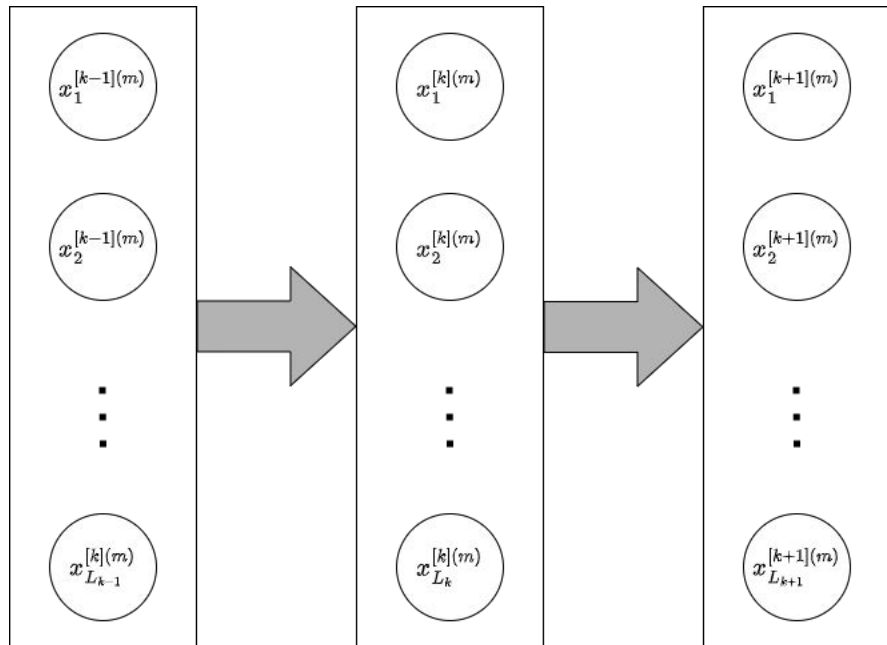 x_1^{[k-1](m)} x_1^{[k](m)} x_1^{[k+1](m)}
x_2^{[k-1](m)} x_2^{[k](m)} x_2^{[k+1](m)}
x_{L_{k-1}}^{[k](m)} x_{L_k}^{[k](m)} x_{L_{k+1}}^{[k+1](m)}